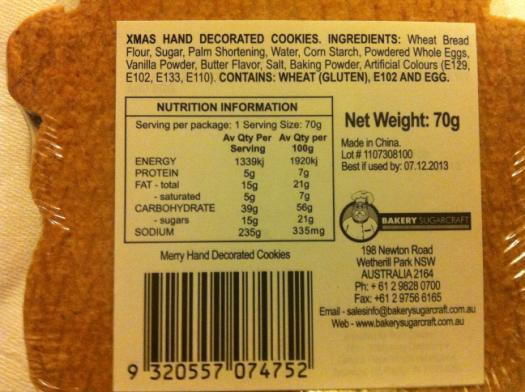 XMAS HAND DECORATED COOKIES. INGREDIENTS: Wheat Bread
Flour, Sugar, Palm Shortening, Water, Corn Starch, Powdered Whole Eggs,
Vanilla Powder, Butter Flavor, Salt, Baking Powder, Artificial Colours (E129,
E102, E133, E110). CONTAINS: WHEAT (GLUTEN), E102 AND EGG.
NUTRITION INFORMATION
Serving per package: 1 Serving Size: 70g
Av Qty Per Av Qty per
Serving 100g
ENERGY 1339kj 1920kj
PROTEIN 5g 7g
FAT - total 15g 21g
- saturated 5g 7g
CARBOHYDRATE 39g 56g
- sugars 15g 21g
SODIUM 235g 335mg
Merry Hand Decorated Cookies
9 320557 074752
Net Weight: 70g
Made in China.
Lot # 1107308100
Best if used by: 07.12.2013
BAKERY SUGARCRAFT
198 Newton Road
Wetherill Park NSW
AUSTRALIA 2164
Ph: + 61 2 9828 0700
Fax: +61 2 9756 6165
Email - salesinfo@bakerysugarcraft.com.au
Web - www.bakerysugarcraft.com.au